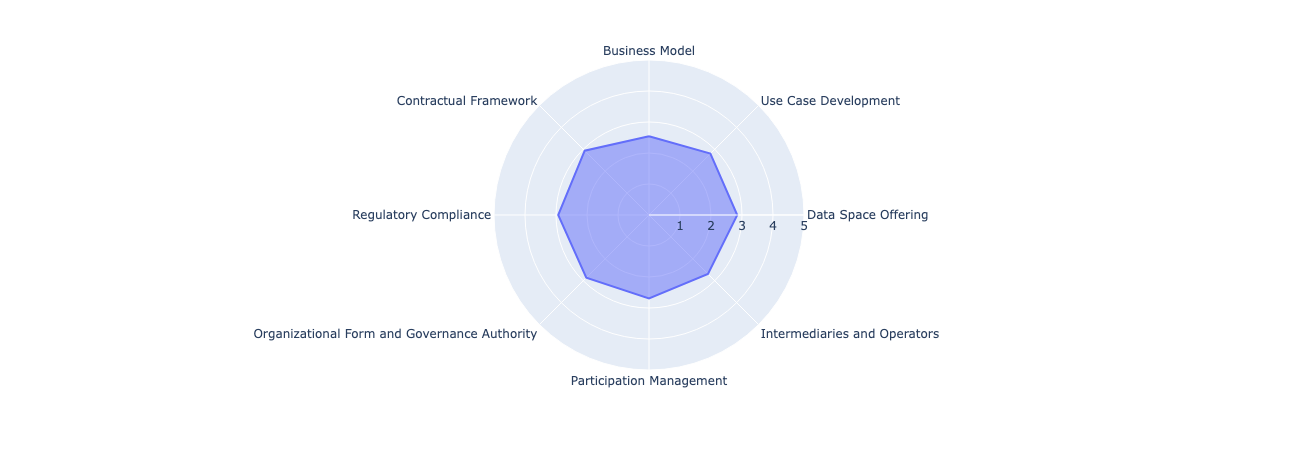 Business Model
Contractual Framework
Use Case Development
Regulatory Compliance
Data Space Offering
1 2 3 4 5
Organizational Form and Governance Authority
Intermediaries and Operators
Participation Management